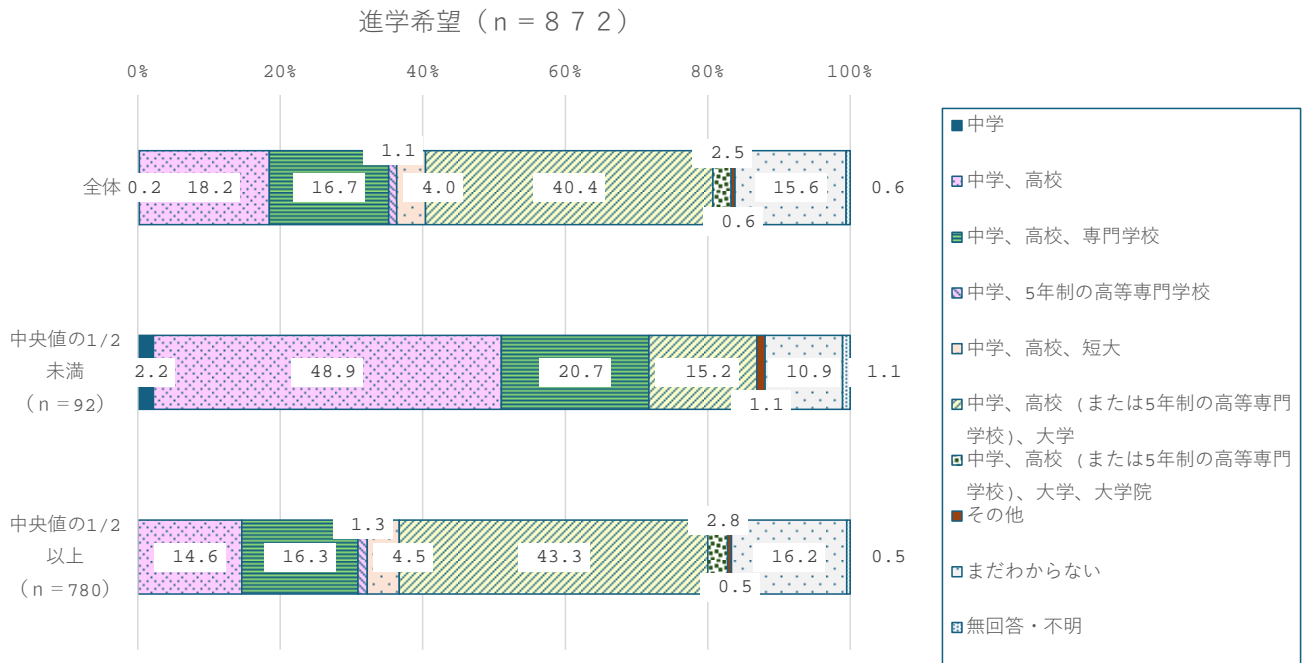 進学希望（n=872）
0% 20% 40% 60% 80% 100%
1.1 2.5
全体 0.2 18.2 16.7 4.0 40.4 15.6 0.6
0.6
中央値の1/2
未満
（n=92）
2.2 48.9 20.7 15.2 10.9 1.1
1.1
中央値の1/2
以上
（n=780）
1.3 2.8
14.6 16.3 4.5 43.3 16.2 0.5
0.5
中学
中学、高校
中学、高校、専門学校
中学、5年制の高等専門学校
中学、高校、短大
中学、高校 (または5年制の高等専門
学校)、大学
中学、高校 (または5年制の高等専門
学校)、大学、大学院
その他
まだわからない
無回答・不明